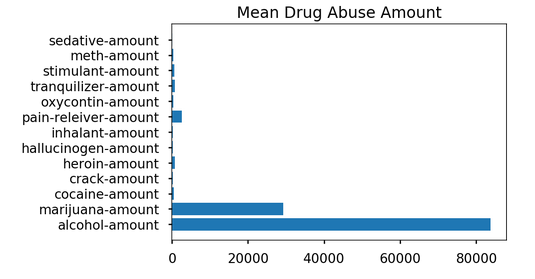 Mean Drug Abuse Amount
sedative-amount
meth-amount
stimulant-amount
tranquilizer-amount
oxycontin-amount
pain-releiver-amount
inhalant-amount
hallucinogen-amount
heroin-amount
crack-amount
cocaine-amount
marijuana-amount
alcohol-amount
0 20000 40000 60000 80000